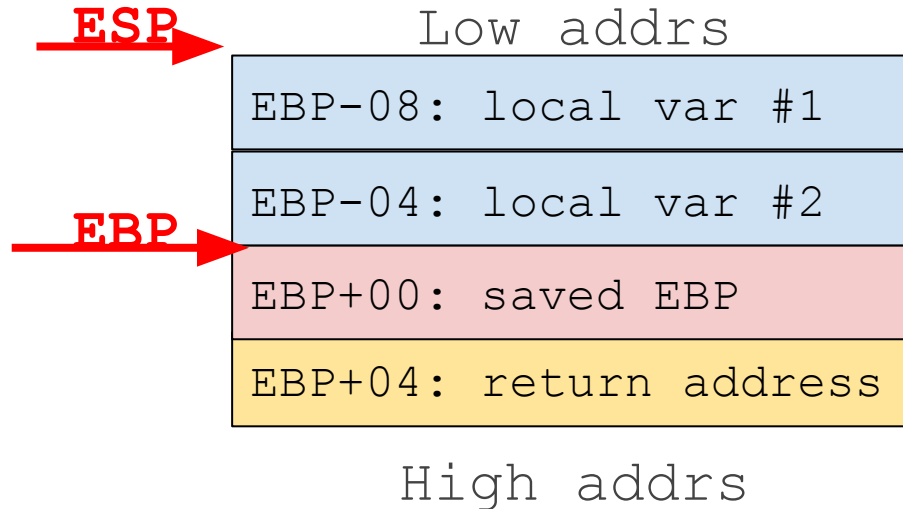 ESP
Low addrs
EBP-08: local var #1
EBP-04: local var #2
EBP
EBP+00: saved EBP
EBP+04: return address
High addrs